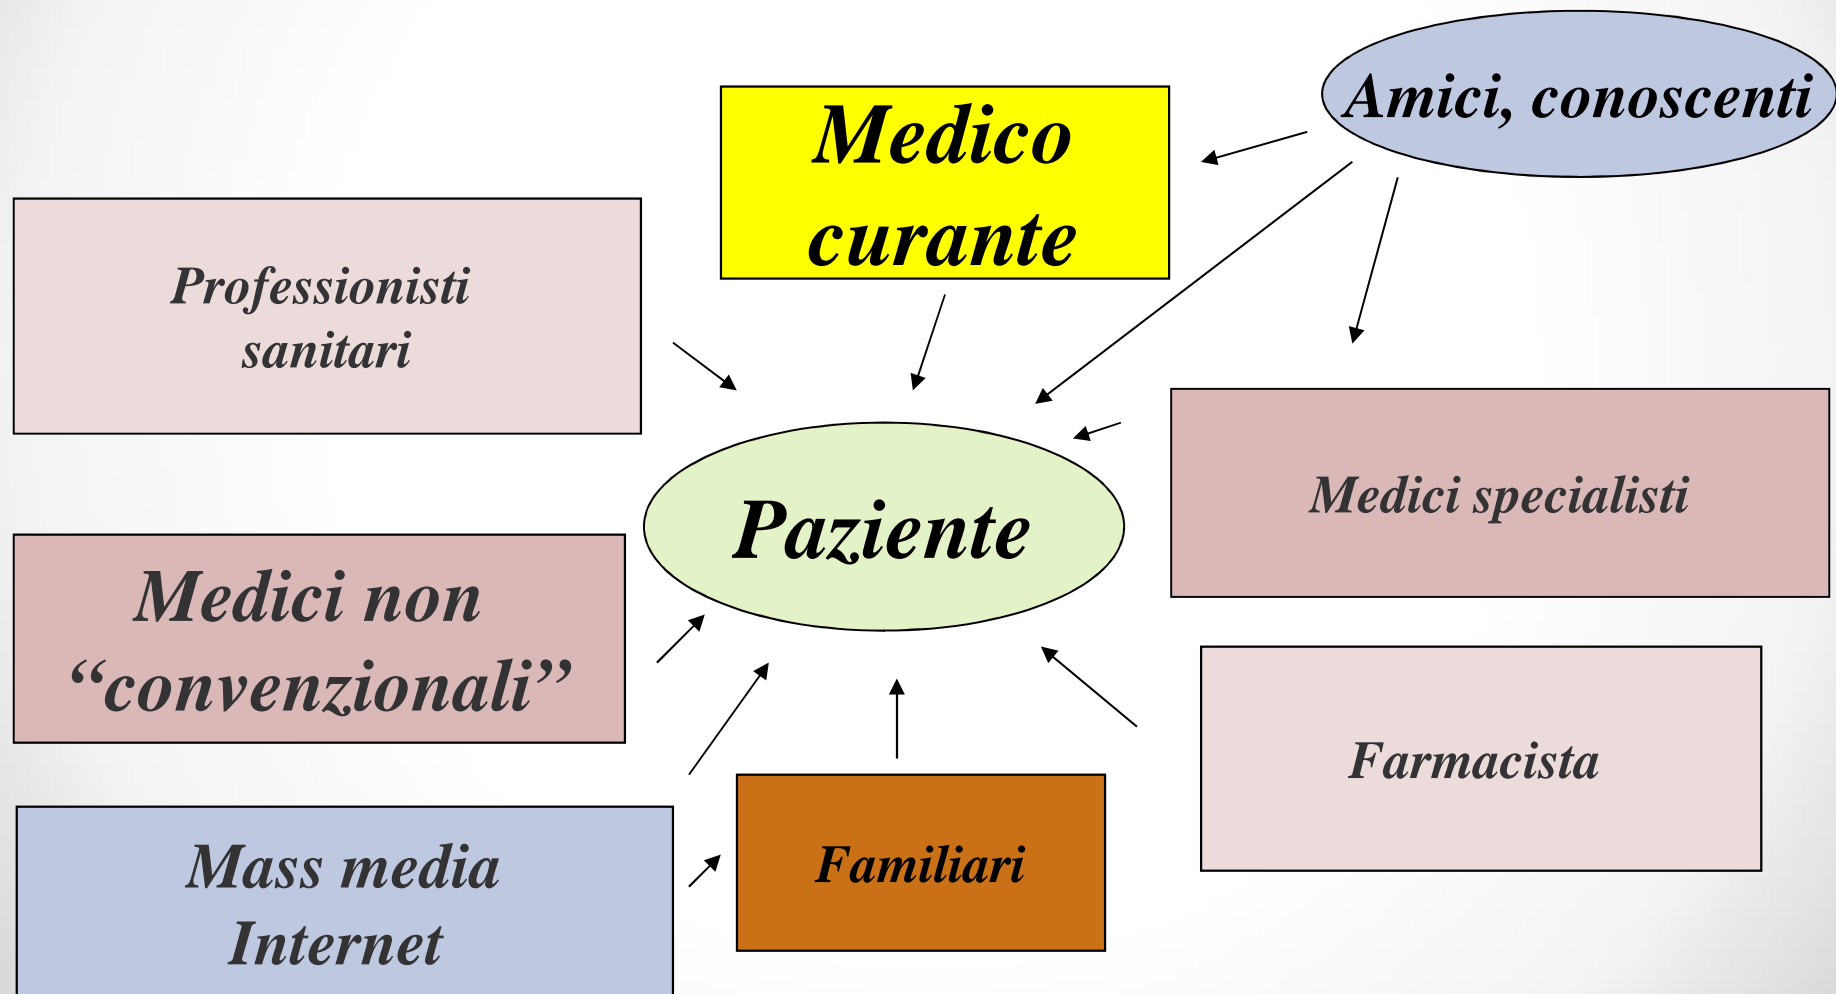 Amici, conoscenti
Medico
curante
Professionisti
sanitari
Medici specialisti
Paziente
Medici non
“convenzionali”
Farmacista
Familiari
Mass media
Internet